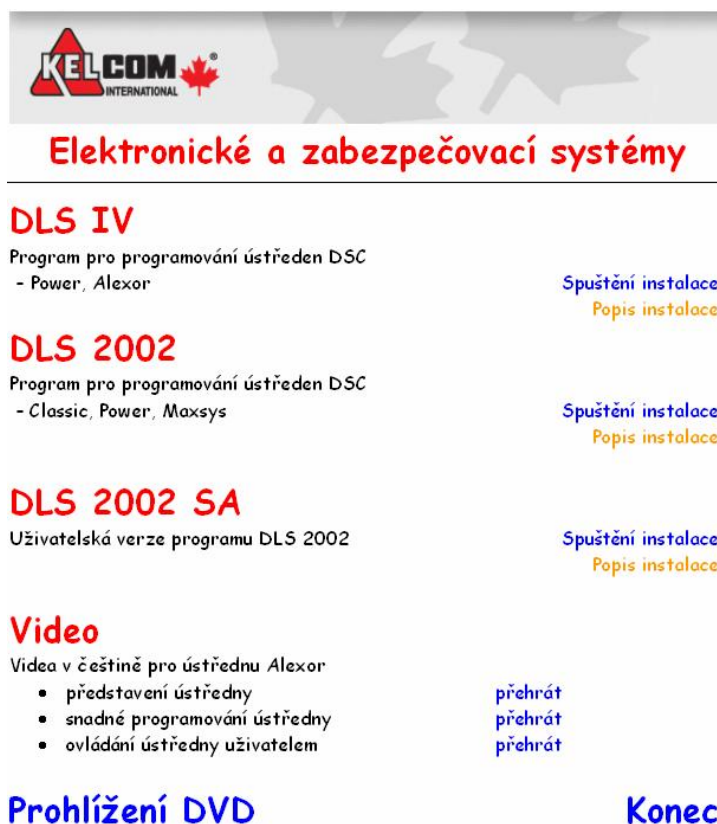 KELCOM®
INTERNATIONAL
Elektronické a zabezpečovací systémy
DLS IV
Program pro programování ústředen DSC
- Power, Alexor Spuštění instalace
Popis instalace
DLS 2002
Program pro programování ústředen DSC
- Classic, Power, Maxsys Spuštění instalace
Popis instalace
DLS 2002 SA
Uživatelská verze programu DLS 2002 Spuštění instalace
Popis instalace
Video
Videa v češtině pro ústřednu Alexor
• představení ústředny přehrát
• snadné programování ústředny přehrát
• ovládání ústředny uživatelem přehrát
Prohlížení DVD Konec